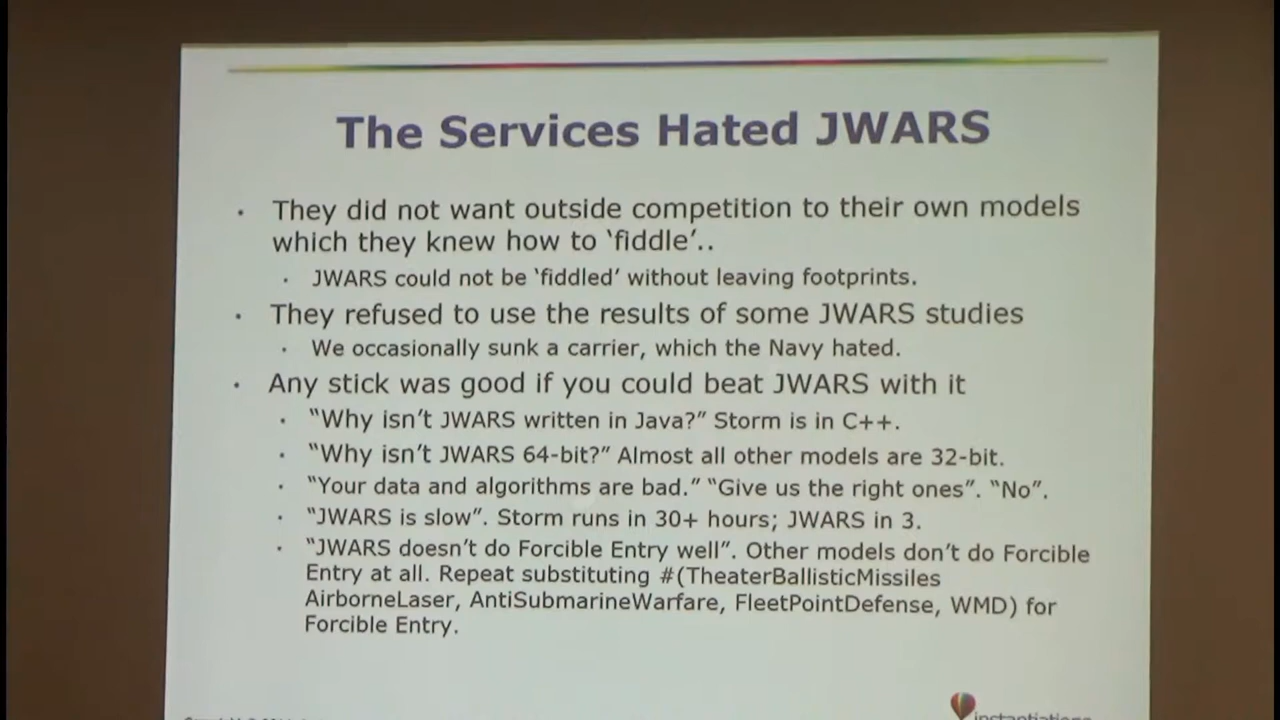 The Services Hated JWARS
· They did not want outside competition to their own models
which they knew how to ‘fiddle’..
· JWARS could not be ‘fiddled’ without leaving footprints.
· They refused to use the results of some JWARS studies
· We occasionally sunk a carrier, which the Navy hated.
· Any stick was good if you could beat JWARS with it
· “Why isn’t JWARS written in Java?” Storm is in C++.
· “Why isn’t JWARS 64-bit?” Almost all other models are 32-bit.
· “Your data and algorithms are bad.” “Give us the right ones”. “No”.
· “JWARS is slow”. Storm runs in 30+ hours; JWARS in 3.
· “JWARS doesn’t do Forcible Entry well”. Other models don’t do Forcible
Entry at all. Repeat substituting #(TheaterBallisticMissiles
AirborneLaser, AntiSubmarineWarfare, FleetPointDefense, WMD) for
Forcible Entry.
instantiations